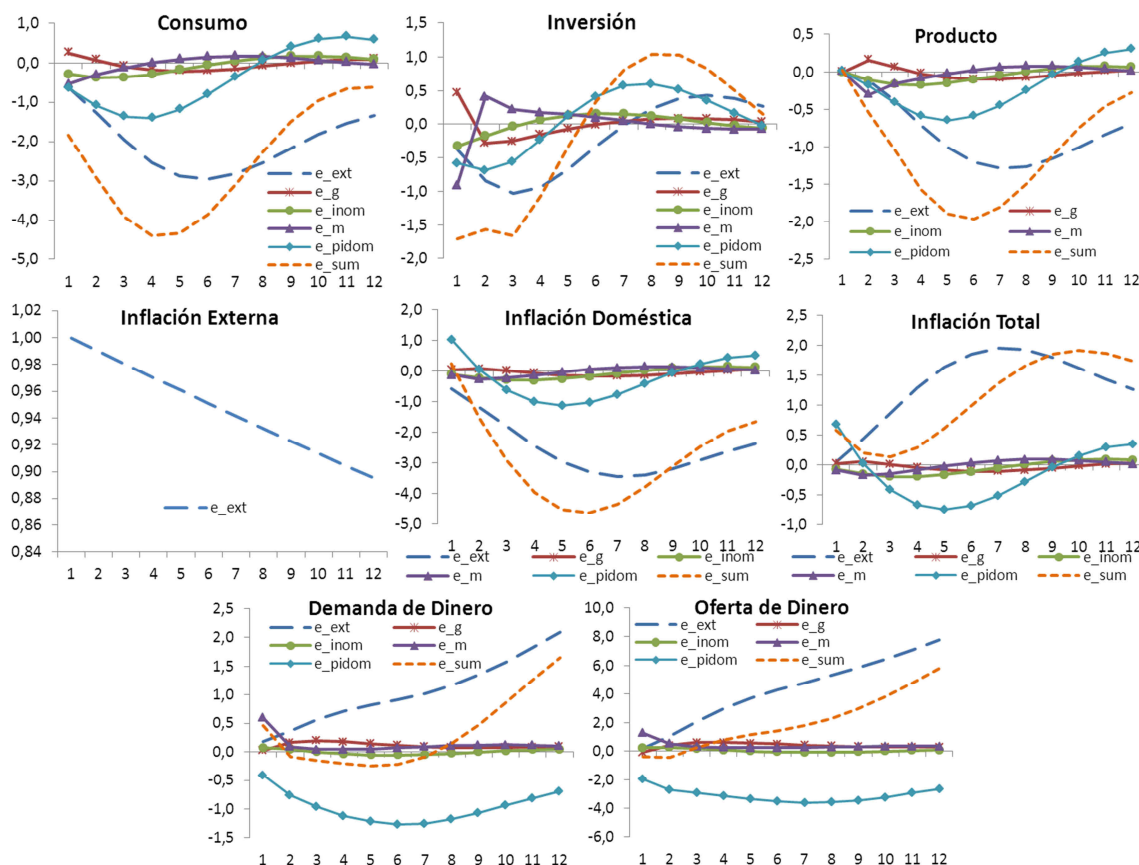 Consumo
1,0
0,0
-1,0
-2,0
-3,0
-4,0
-5,0
e_ext
e_g
e_inom
e_m
e_pidom
e_sum
1 2 3 4 5 6 7 8 9 10 11 12
Inversión
1,5
1,0
0,5
0,0
-0,5
-1,0
-1,5
-2,0
e_ext
e_g
e_inom
e_m
e_pidom
e_sum
1 2 3 4 5 6 7 8 9 10 11 12
Producto
1,0
0,5
0,0
-0,5
-1,0
-1,5
-2,0
-2,5
e_ext e_g
e_inom e_m
e_pidom e_sum
1 2 3 4 5 6 7 8 9 10 11 12
Inflación Externa
1,02
1,00
0,98
0,96
0,94
0,92
0,90
0,88
0,86
0,84
e_ext
1 2 3 4 5 6 7 8 9 10 11 12
Inflación Doméstica
1,0
0,0
-1,0
-2,0
-3,0
-4,0
-5,0
1 2 3 4 5 6 7 8 9 10 11 12
e_ext e_g e_inom
e_m e_pidom e_sum
Inflación Total
2,5
2,0
1,5
1,0
0,5
0,0
-0,5
-1,0
1 2 3 4 5 6 7 8 9 10 11 12
e_ext e_g e_inom
e_m e_pidom e_sum
Demanda de Dinero
2,5
2,0
1,5
1,0
0,5
0,0
-0,5
-1,0
-1,5
e_ext e_g
e_inom e_m
e_pidom e_sum
1 2 3 4 5 6 7 8 9 10 11 12
Oferta de Dinero
10,0
8,0
6,0
4,0
2,0
0,0
-2,0
-4,0
-6,0
e_ext e_g
e_inom e_m
e_pidom e_sum
1 2 3 4 5 6 7 8 9 10 11 12